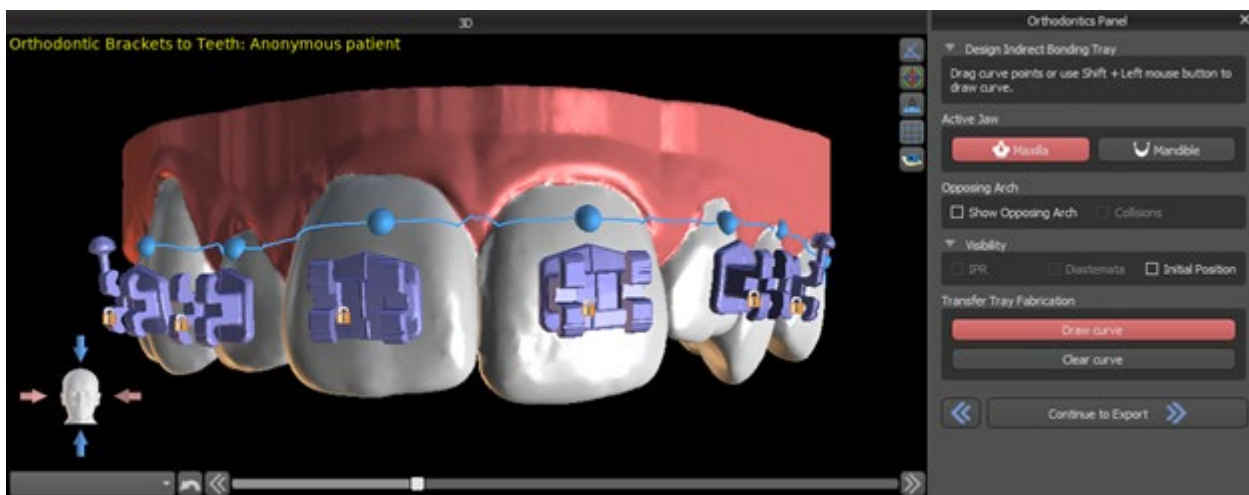 3D
Orthodontic Brackets to Teeth: Anonymous patient
Orthodontics Panel
Design Indirect Bonding Tray
Drag curve points or use Shift + Left mouse button to
draw curve.
Active Jaw
Maxilla
Mandible
Opposing Arch
Show Opposing Arch
Collisions
Visibility
IPR
Diastemata
Initial Position
Transfer Tray Fabrication
Draw curve
Clear curve
Continue to Export